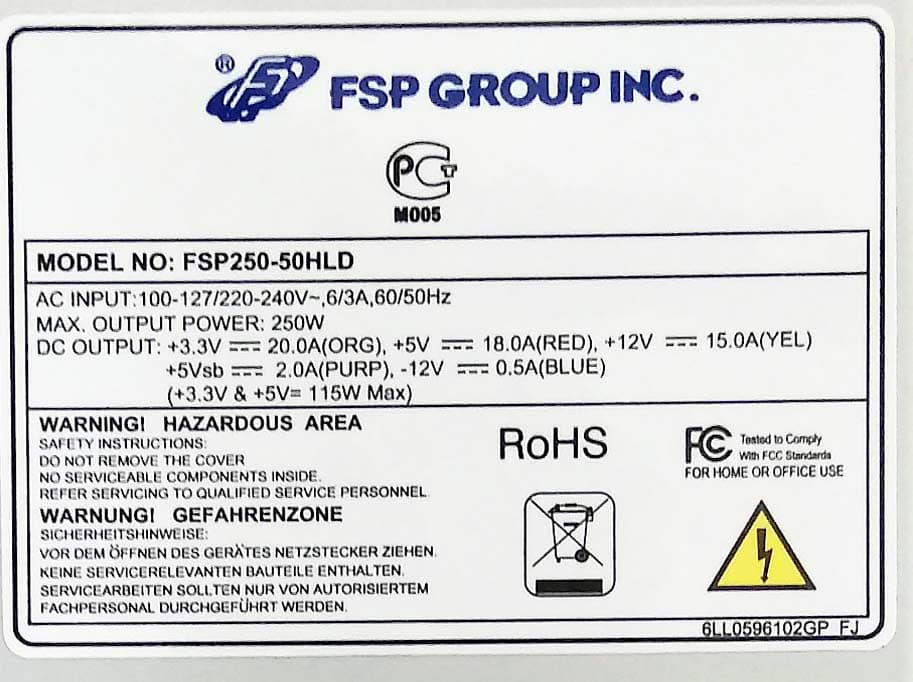 ® FSP GROUP INC.
PCT
M005
MODEL NO: FSP250-50HLD
AC INPUT:100-127/220-240V~,6/3A,60/50Hz
MAX. OUTPUT POWER: 250W
DC OUTPUT: +3.3V ⎓ 20.0A(ORG), +5V ⎓ 18.0A(RED), +12V ⎓ 15.0A(YEL)
+5Vsb ⎓ 2.0A(PURP), -12V ⎓ 0.5A(BLUE)
(+3.3V & +5V= 115W Max)
WARNING! HAZARDOUS AREA
SAFETY INSTRUCTIONS:
DO NOT REMOVE THE COVER
NO SERVICEABLE COMPONENTS INSIDE.
REFER SERVICING TO QUALIFIED SERVICE PERSONNEL.
WARNUNG! GEFAHRENZONE
SICHERHEITSHINWEISE:
VOR DEM ÖFFNEN DES GERÄTES NETZSTECKER ZIEHEN.
KEINE SERVICERELEVANTEN BAUTEILE ENTHALTEN.
SERVICEARBEITEN SOLLTEN NUR VON AUTORISIERTEM
FACHPERSONAL DURCHGEFÜHRT WERDEN.
RoHS
FC Tested to Comply
With FCC Standards
FOR HOME OR OFFICE USE
6LL0596102GP FJ